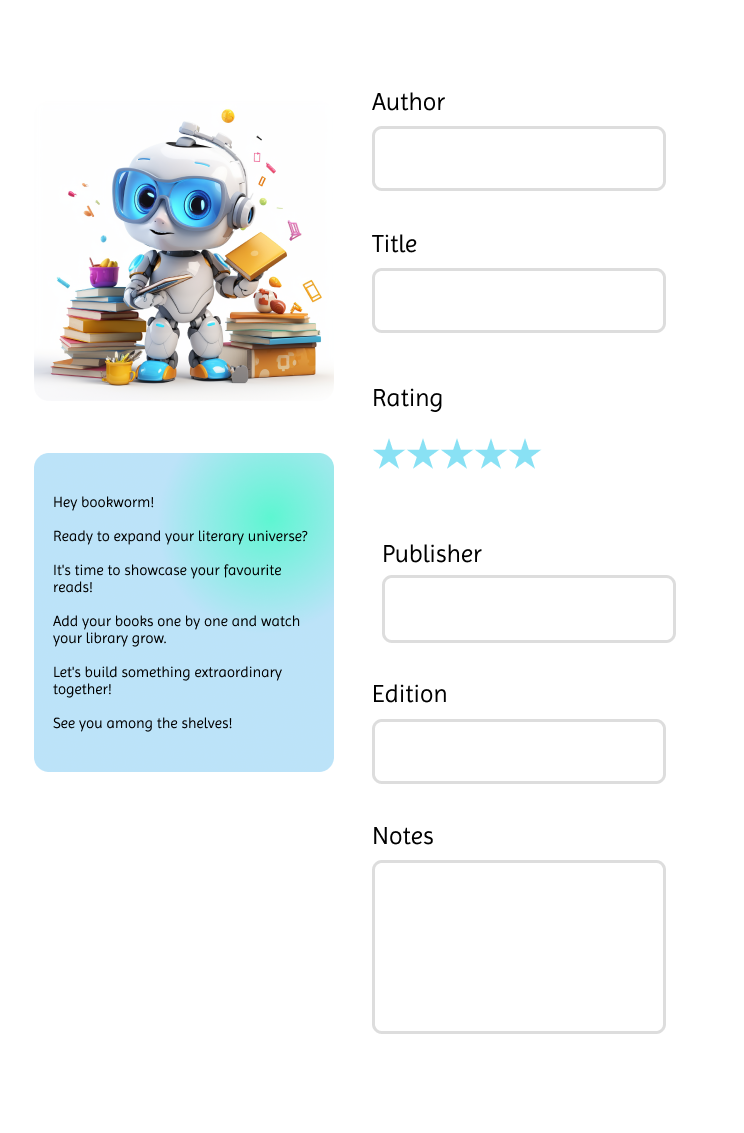 Author
Title
Rating
Publisher
Edition
Notes
Hey bookworm!
Ready to expand your literary universe?
It's time to showcase your favourite
reads!
Add your books one by one and watch
your library grow.
Let's build something extraordinary
together!
See you among the shelves!